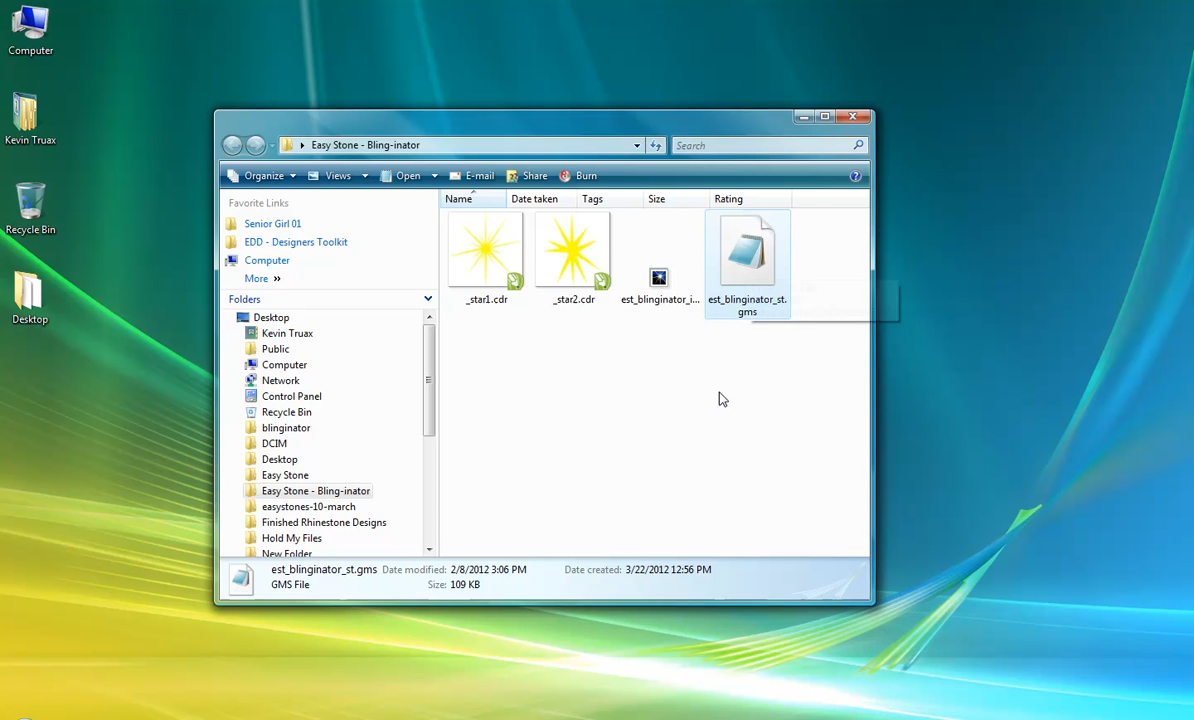 Computer
Kevin Truax
Recycle Bin
Desktop
Easy Stone - Bling-inator
Search
Organize Views Open E-mail Share Burn
Favorite Links
Senior Girl 01
EDD - Designers Toolkit
Computer
More »
Folders
Desktop
Kevin Truax
Public
Computer
Network
Control Panel
Recycle Bin
blinginator
DCIM
Desktop
Easy Stone
Easy Stone - Bling-inator
easystones-10-march
Finished Rhinestone Designs
Hold My Files
New Folder
Name Date taken Tags Size Rating
_star1.cdr
_star2.cdr
est_blinginator_i...
est_blinginator_st.
gms
est_blinginator_st.gms Date modified: 2/8/2012 3:06 PM Date created: 3/22/2012 12:56 PM
GMS File Size: 109 KB